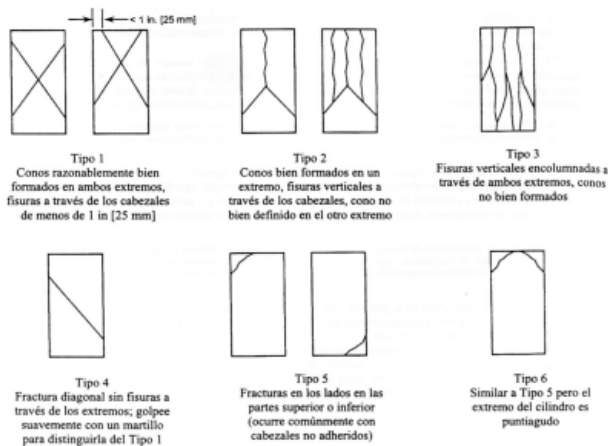 < 1 in. [25 mm]
Tipo 1
Conos razonablemente bien
formados en ambos extremos,
fisuras a través de los cabezales
de menos de 1 in [25 mm]
Tipo 2
Conos bien formados en un
extremo, fisuras verticales a
través de los cabezales, cono no
bien definido en el otro extremo
Tipo 3
Fisuras verticales encolumnadas a
través de ambos extremos, conos
no bien formados
Tipo 4
Fractura diagonal sin fisuras a
través de los extremos; golpee
suavemente con un martillo
para distinguirla del Tipo 1
Tipo 5
Fracturas en los lados en las
partes superior o inferior
(ocurre comúnmente con
cabezales no adheridos)
Tipo 6
Similar a Tipo 5 pero el
extremo del cilindro es
puntiagudo